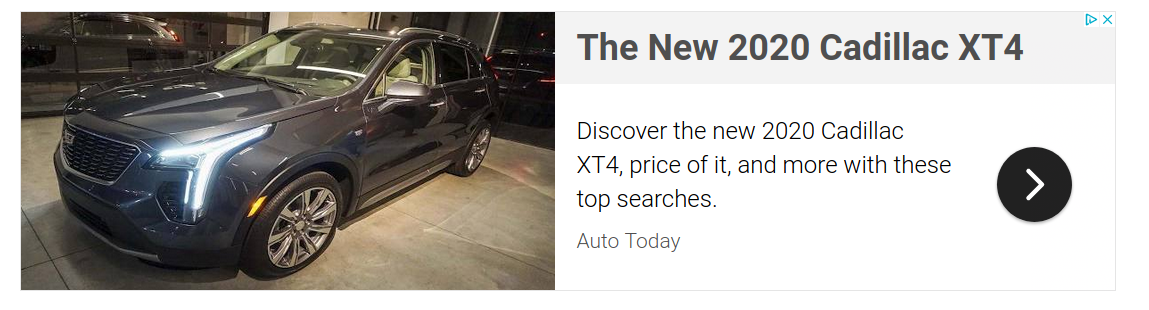 The New 2020 Cadillac XT4
Discover the new 2020 Cadillac
XT4, price of it, and more with these
top searches.
Auto Today